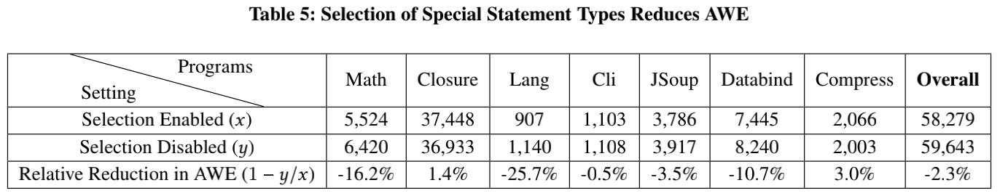 Table 5: Selection of Special Statement Types Reduces AWE
Programs
Setting
Math Closure Lang Cli JSoup Databind Compress Overall
Selection Enabled (x) 5,524 37,448 907 1,103 3,786 7,445 2,066 58,279
Selection Disabled (y) 6,420 36,933 1,140 1,108 3,917 8,240 2,003 59,643
Relative Reduction in AWE (1 − y/x) -16.2% 1.4% -25.7% -0.5% -3.5% -10.7% 3.0% -2.3%